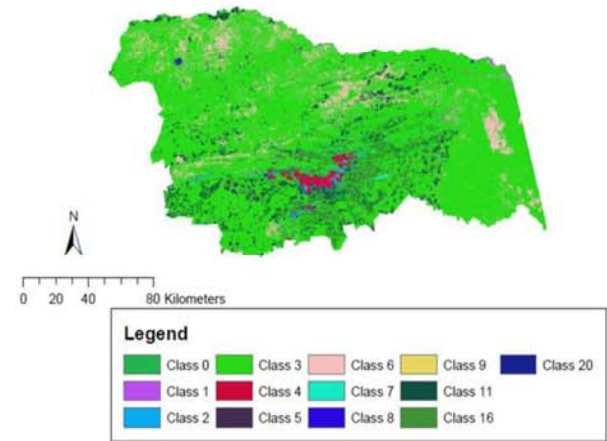 N
0 20 40 80 Kilometers
Legend
Class 0 Class 3 Class 6 Class 9 Class 20
Class 1 Class 4 Class 7 Class 11
Class 2 Class 5 Class 8 Class 16